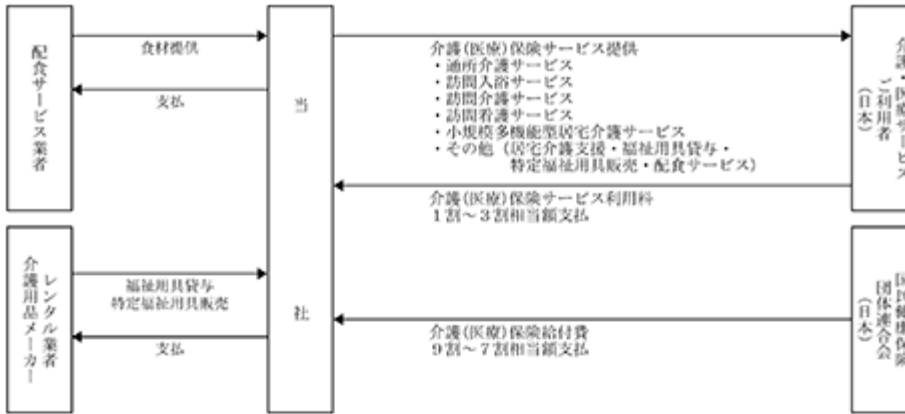 配食サービス業者
食材提供
支払
レンタル業者
介護用品メーカー
福祉用具貸与
特定福祉用具販売
支払
当社
介護(医療)保険サービス提供
・通所介護サービス
・訪問入浴サービス
・訪問介護サービス
・訪問看護サービス
・小規模多機能型居宅介護サービス
・その他（居宅介護支援・福祉用具貸与・
特定福祉用具販売・配食サービス）
介護(医療)保険サービス利用料
1割～3割相当額支払
介護(医療)保険給付費
9割～7割相当額支払
介護・医療サービス
ご利用者
(日本)
国民健康保険
団体連合会
(日本)